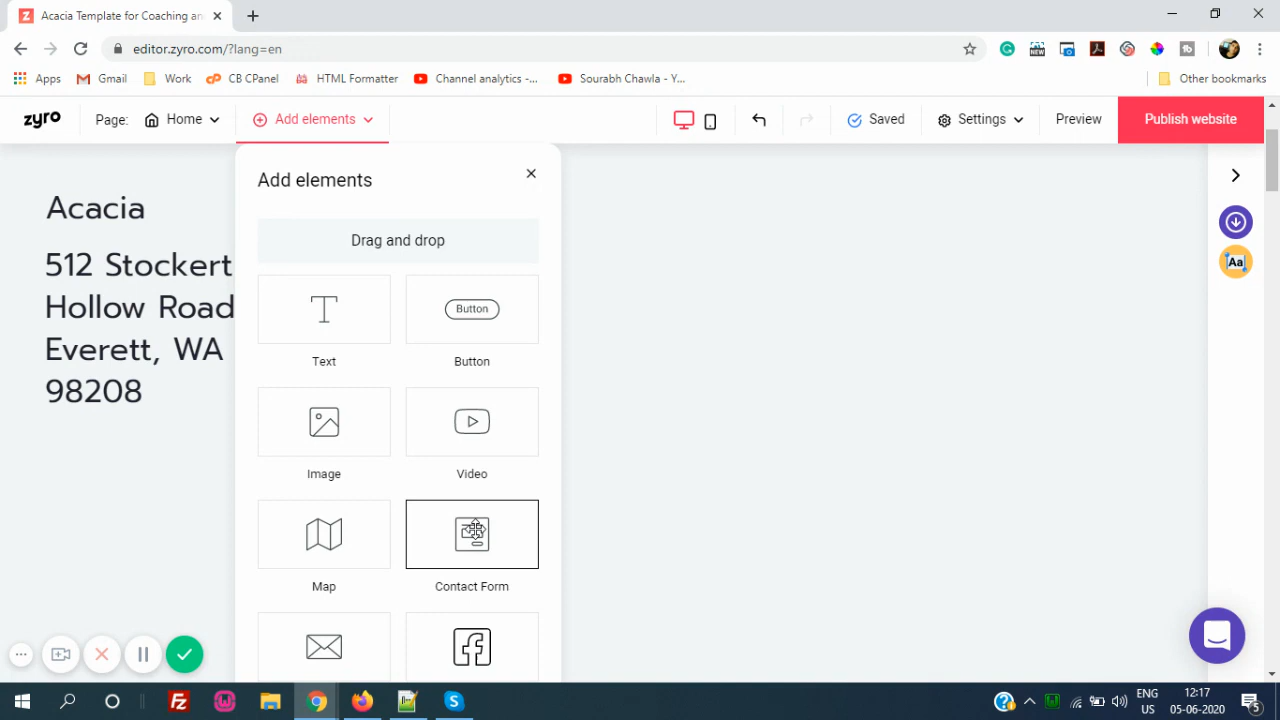 Acacia Template for Coaching an
editor.zyro.com/?lang=en
NEW
Apps
Gmail
Work
CB CPanel
HTML Formatter
Channel analytics -...
Sourabh Chawla - Y...
Other bookmarks
zyro
Page:
Home
Add elements
Saved
Settings
Preview
Publish website
Acacia
512 Stockert
Hollow Road
Everett, WA
98208
Add elements
Drag and drop
Button
Text
Button
Image
Video
Map
Contact Form
Aa
ENG
US
12:17
05-06-2020
5